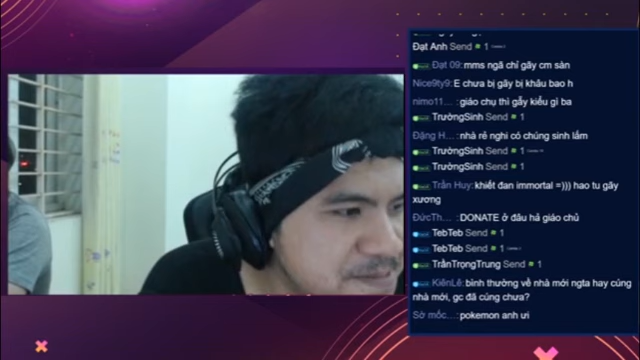 Đạt Anh Send 1
Đạt 09: mms ngã chỉ gãy cm sàn
Nice9ty9: E chưa bị gãy bị khâu bao h
nimo11... : giáo chụ thì gẫy kiểu gì ba
TrườngSinh Send 1
Đặng H... : nhà rẻ nghi có chúng sinh lắm
TrườngSinh Send 1
TrườngSinh Send 1
Trần Huy: khiết đan immortal =))) hao tu gãy
xương
ĐứcTh... : DONATE ở đâu hả giáo chủ
TebTeb Send 1
TebTeb Send 1
TrầnTrọngTrung Send 1
KiênLê: bình thường về nhà mới ngta hay cúng
nhà mới, gc đã cúng chưa?
Sờ mốc... : pokemon anh ưi